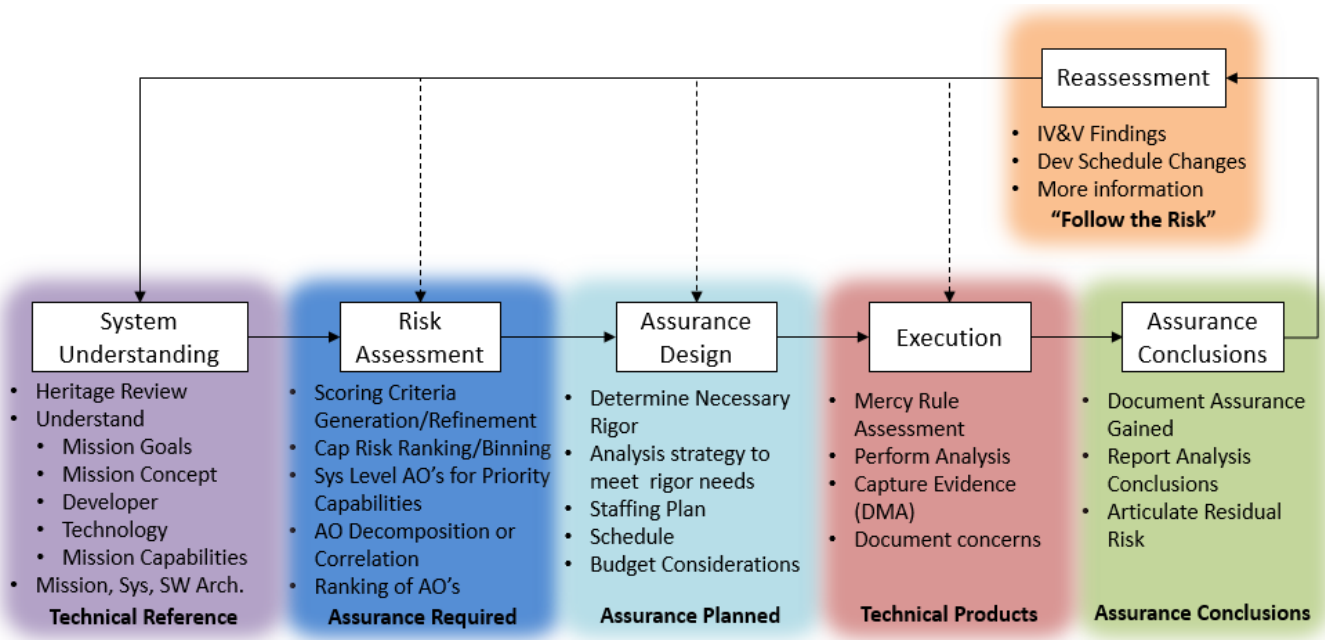 Reassessment
• IV&V Findings
• Dev Schedule Changes
• More information
“Follow the Risk”
System
Understanding
• Heritage Review
• Understand
• Mission Goals
• Mission Concept
• Developer
• Technology
• Mission Capabilities
• Mission, Sys, SW Arch.
Technical Reference
Risk
Assessment
• Scoring Criteria
Generation/Refinement
• Cap Risk Ranking/Binning
• Sys Level AO’s for Priority
Capabilities
• AO Decomposition or
Correlation
• Ranking of AO’s
Assurance Required
Assurance
Design
• Determine Necessary
Rigor
• Analysis strategy to
meet rigor needs
• Staffing Plan
• Schedule
• Budget Considerations
Assurance Planned
Execution
• Mercy Rule
Assessment
• Perform Analysis
• Capture Evidence
(DMA)
• Document concerns
Technical Products
Assurance
Conclusions
• Document Assurance
Gained
• Report Analysis
Conclusions
• Articulate Residual
Risk
Assurance Conclusions